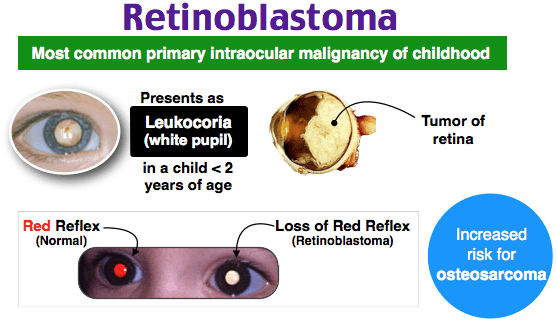 Retinoblastoma
Most common primary intraocular malignancy of childhood
Presents as
Leukocoria
(white pupil)
in a child < 2
years of age
Tumor of
retina
Red Reflex
(Normal)
Loss of Red Reflex
(Retinoblastoma)
Increased
risk for
osteosarcoma